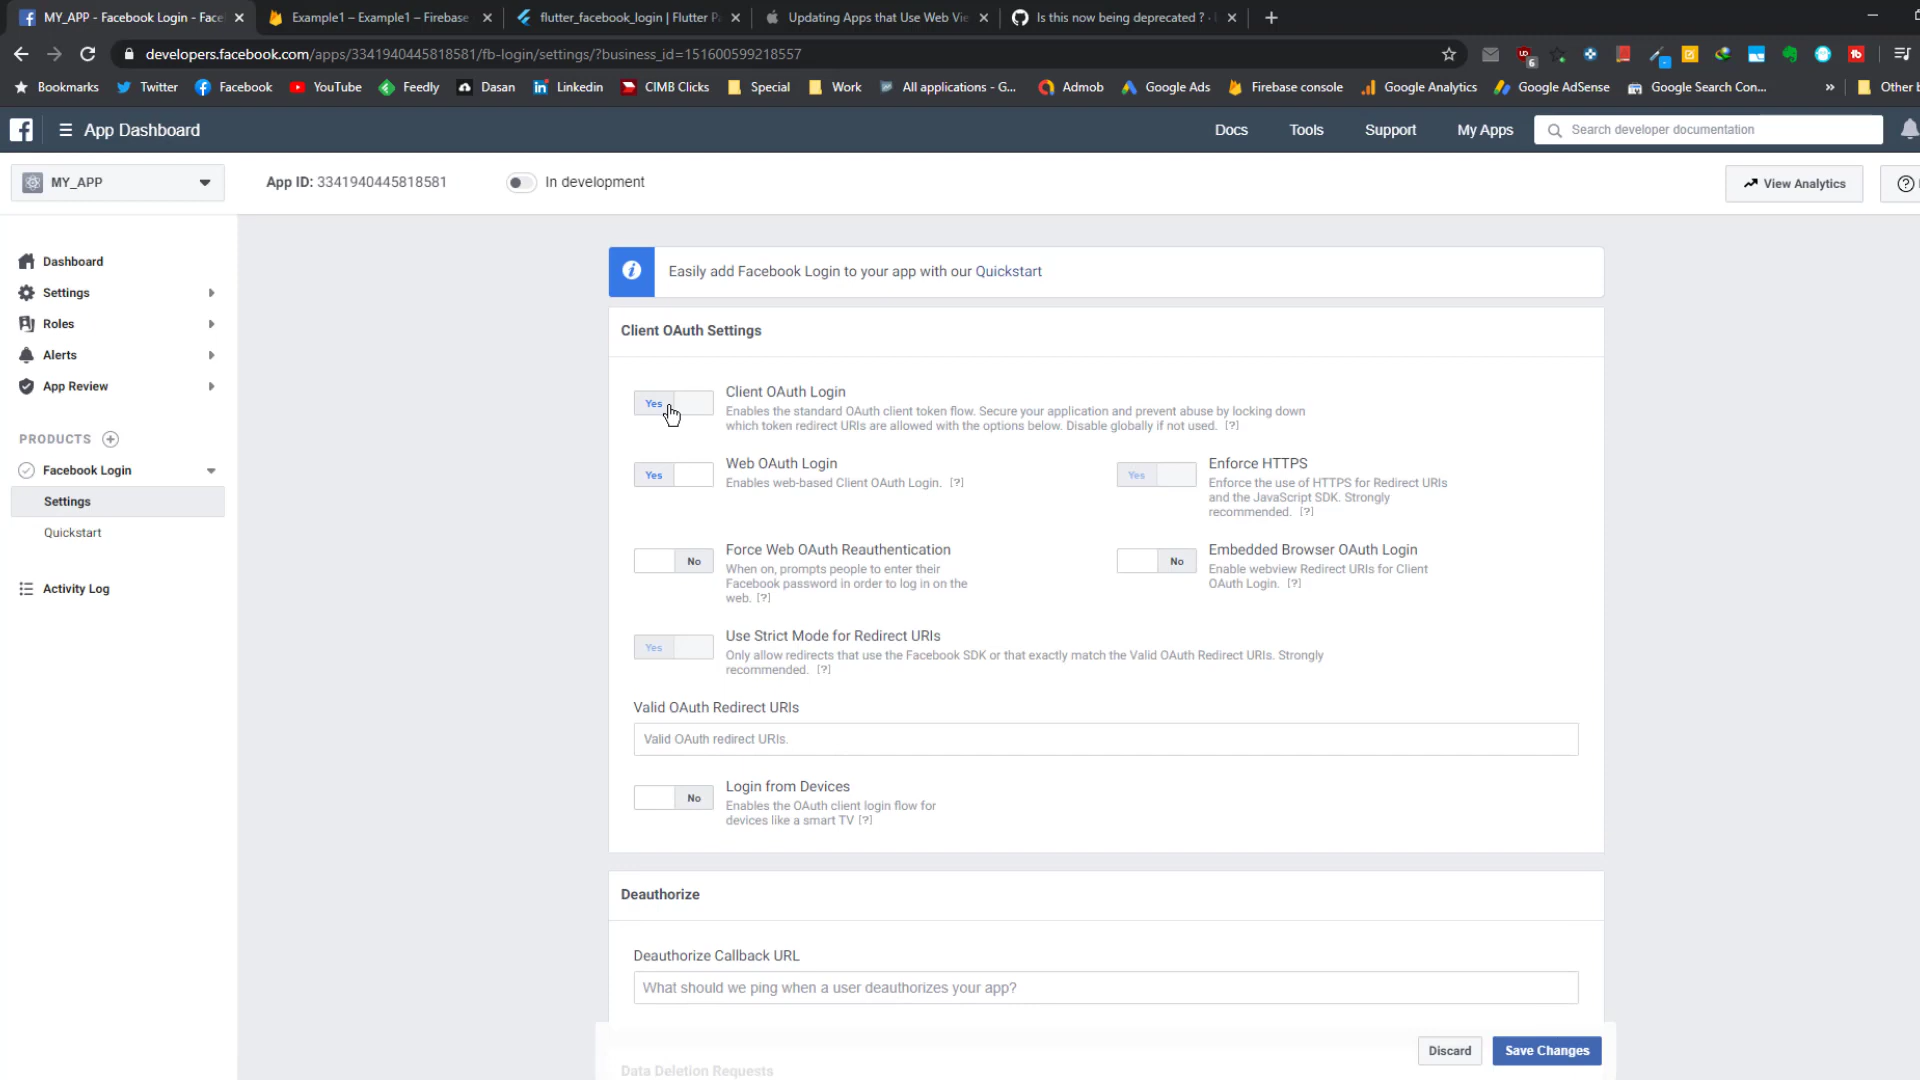 MY_APP - Facebook Login - Face
Example1 – Example1 – Firebase
flutter_facebook_login | Flutter P
Updating Apps that Use Web Vie
Is this now being deprecated ? ·
developers.facebook.com/apps/3341940445818581/fb-login/settings/?business_id=151600599218557
6
Bookmarks
Twitter
Facebook
YouTube
Feedly
Dasan
Linkedin
CIMB Clicks
Special
Work
All applications - G...
Admob
Google Ads
Firebase console
Google Analytics
Google AdSense
Google Search Con...
»
Other b
App Dashboard
Docs
Tools
Support
My Apps
Search developer documentation
MY_APP
App ID: 3341940445818581
In development
View Analytics
Dashboard
Settings
Roles
Alerts
App Review
PRODUCTS
Facebook Login
Settings
Quickstart
Activity Log
Easily add Facebook Login to your app with our Quickstart
Client OAuth Settings
Yes
Client OAuth Login
Enables the standard OAuth client token flow. Secure your application and prevent abuse by locking down
which token redirect URIs are allowed with the options below. Disable globally if not used. [?]
Yes
Web OAuth Login
Enables web-based Client OAuth Login. [?]
Yes
Enforce HTTPS
Enforce the use of HTTPS for Redirect URIs
and the JavaScript SDK. Strongly
recommended. [?]
No
Force Web OAuth Reauthentication
When on, prompts people to enter their
Facebook password in order to log in on the
web. [?]
No
Embedded Browser OAuth Login
Enable webview Redirect URIs for Client
OAuth Login. [?]
Yes
Use Strict Mode for Redirect URIs
Only allow redirects that use the Facebook SDK or that exactly match the Valid OAuth Redirect URIs. Strongly
recommended. [?]
Valid OAuth Redirect URIs
Valid OAuth redirect URIs.
No
Login from Devices
Enables the OAuth client login flow for
devices like a smart TV [?]
Deauthorize
Deauthorize Callback URL
What should we ping when a user deauthorizes your app?
Discard
Save Changes
Data Deletion Requests